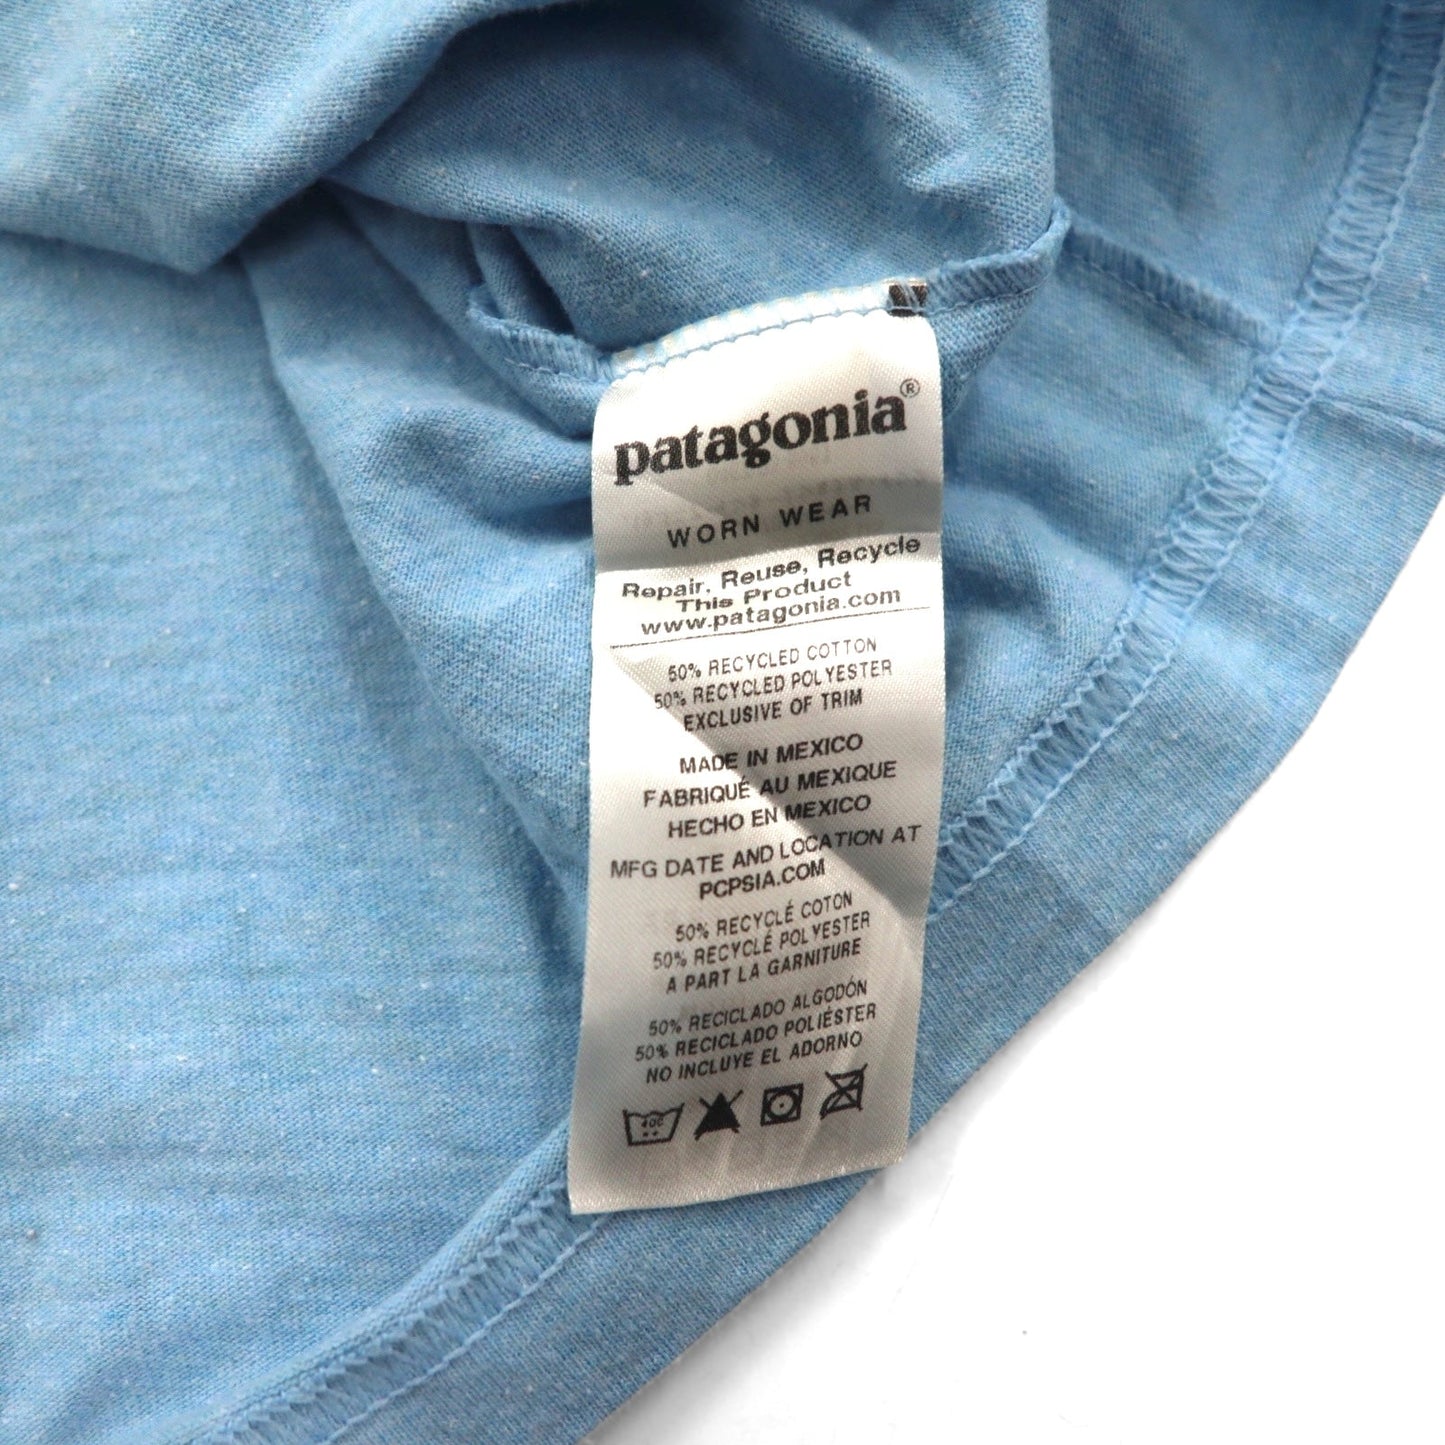 patagonia®
WORN WEAR
Repair, Reuse, Recycle
This Product
www.patagonia.com
50% RECYCLED COTTON
50% RECYCLED POLYESTER
EXCLUSIVE OF TRIM
MADE IN MEXICO
FABRIQUÉ AU MEXIQUE
HECHO EN MEXICO
MFG DATE AND LOCATION AT
PCPSIA.COM
50% RECYCLÉ COTON
50% RECYCLÉ POLYESTER
A PART LA GARNITURE
50% RECICLADO ALGODÓN
50% RECICLADO POLIÉSTER
NO INCLUYE EL ADORNO
40C